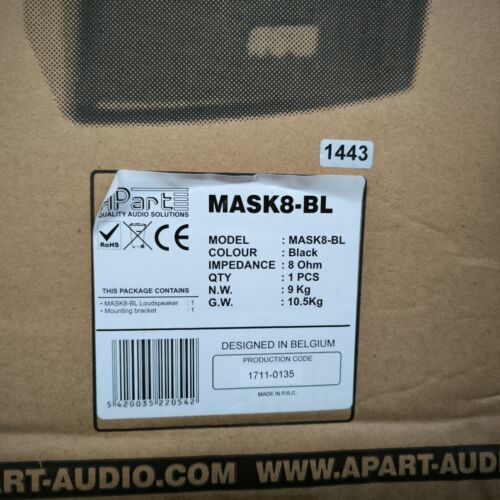 1443
APart
QUALITY AUDIO SOLUTIONS
RoHS CE
THIS PACKAGE CONTAINS
• MASK8-BL Loudspeaker : 1
• Mounting bracket : 1
MASK8-BL
MODEL : MASK8-BL
COLOUR : Black
IMPEDANCE : 8 Ohm
QTY : 1 PCS
N.W. : 9 Kg
G.W. : 10.5Kg
DESIGNED IN BELGIUM
PRODUCTION CODE
1711-0135
MADE IN P.R.C.
5 420035 220542
PART-AUDIO.COM WWW.APART-AUDIO